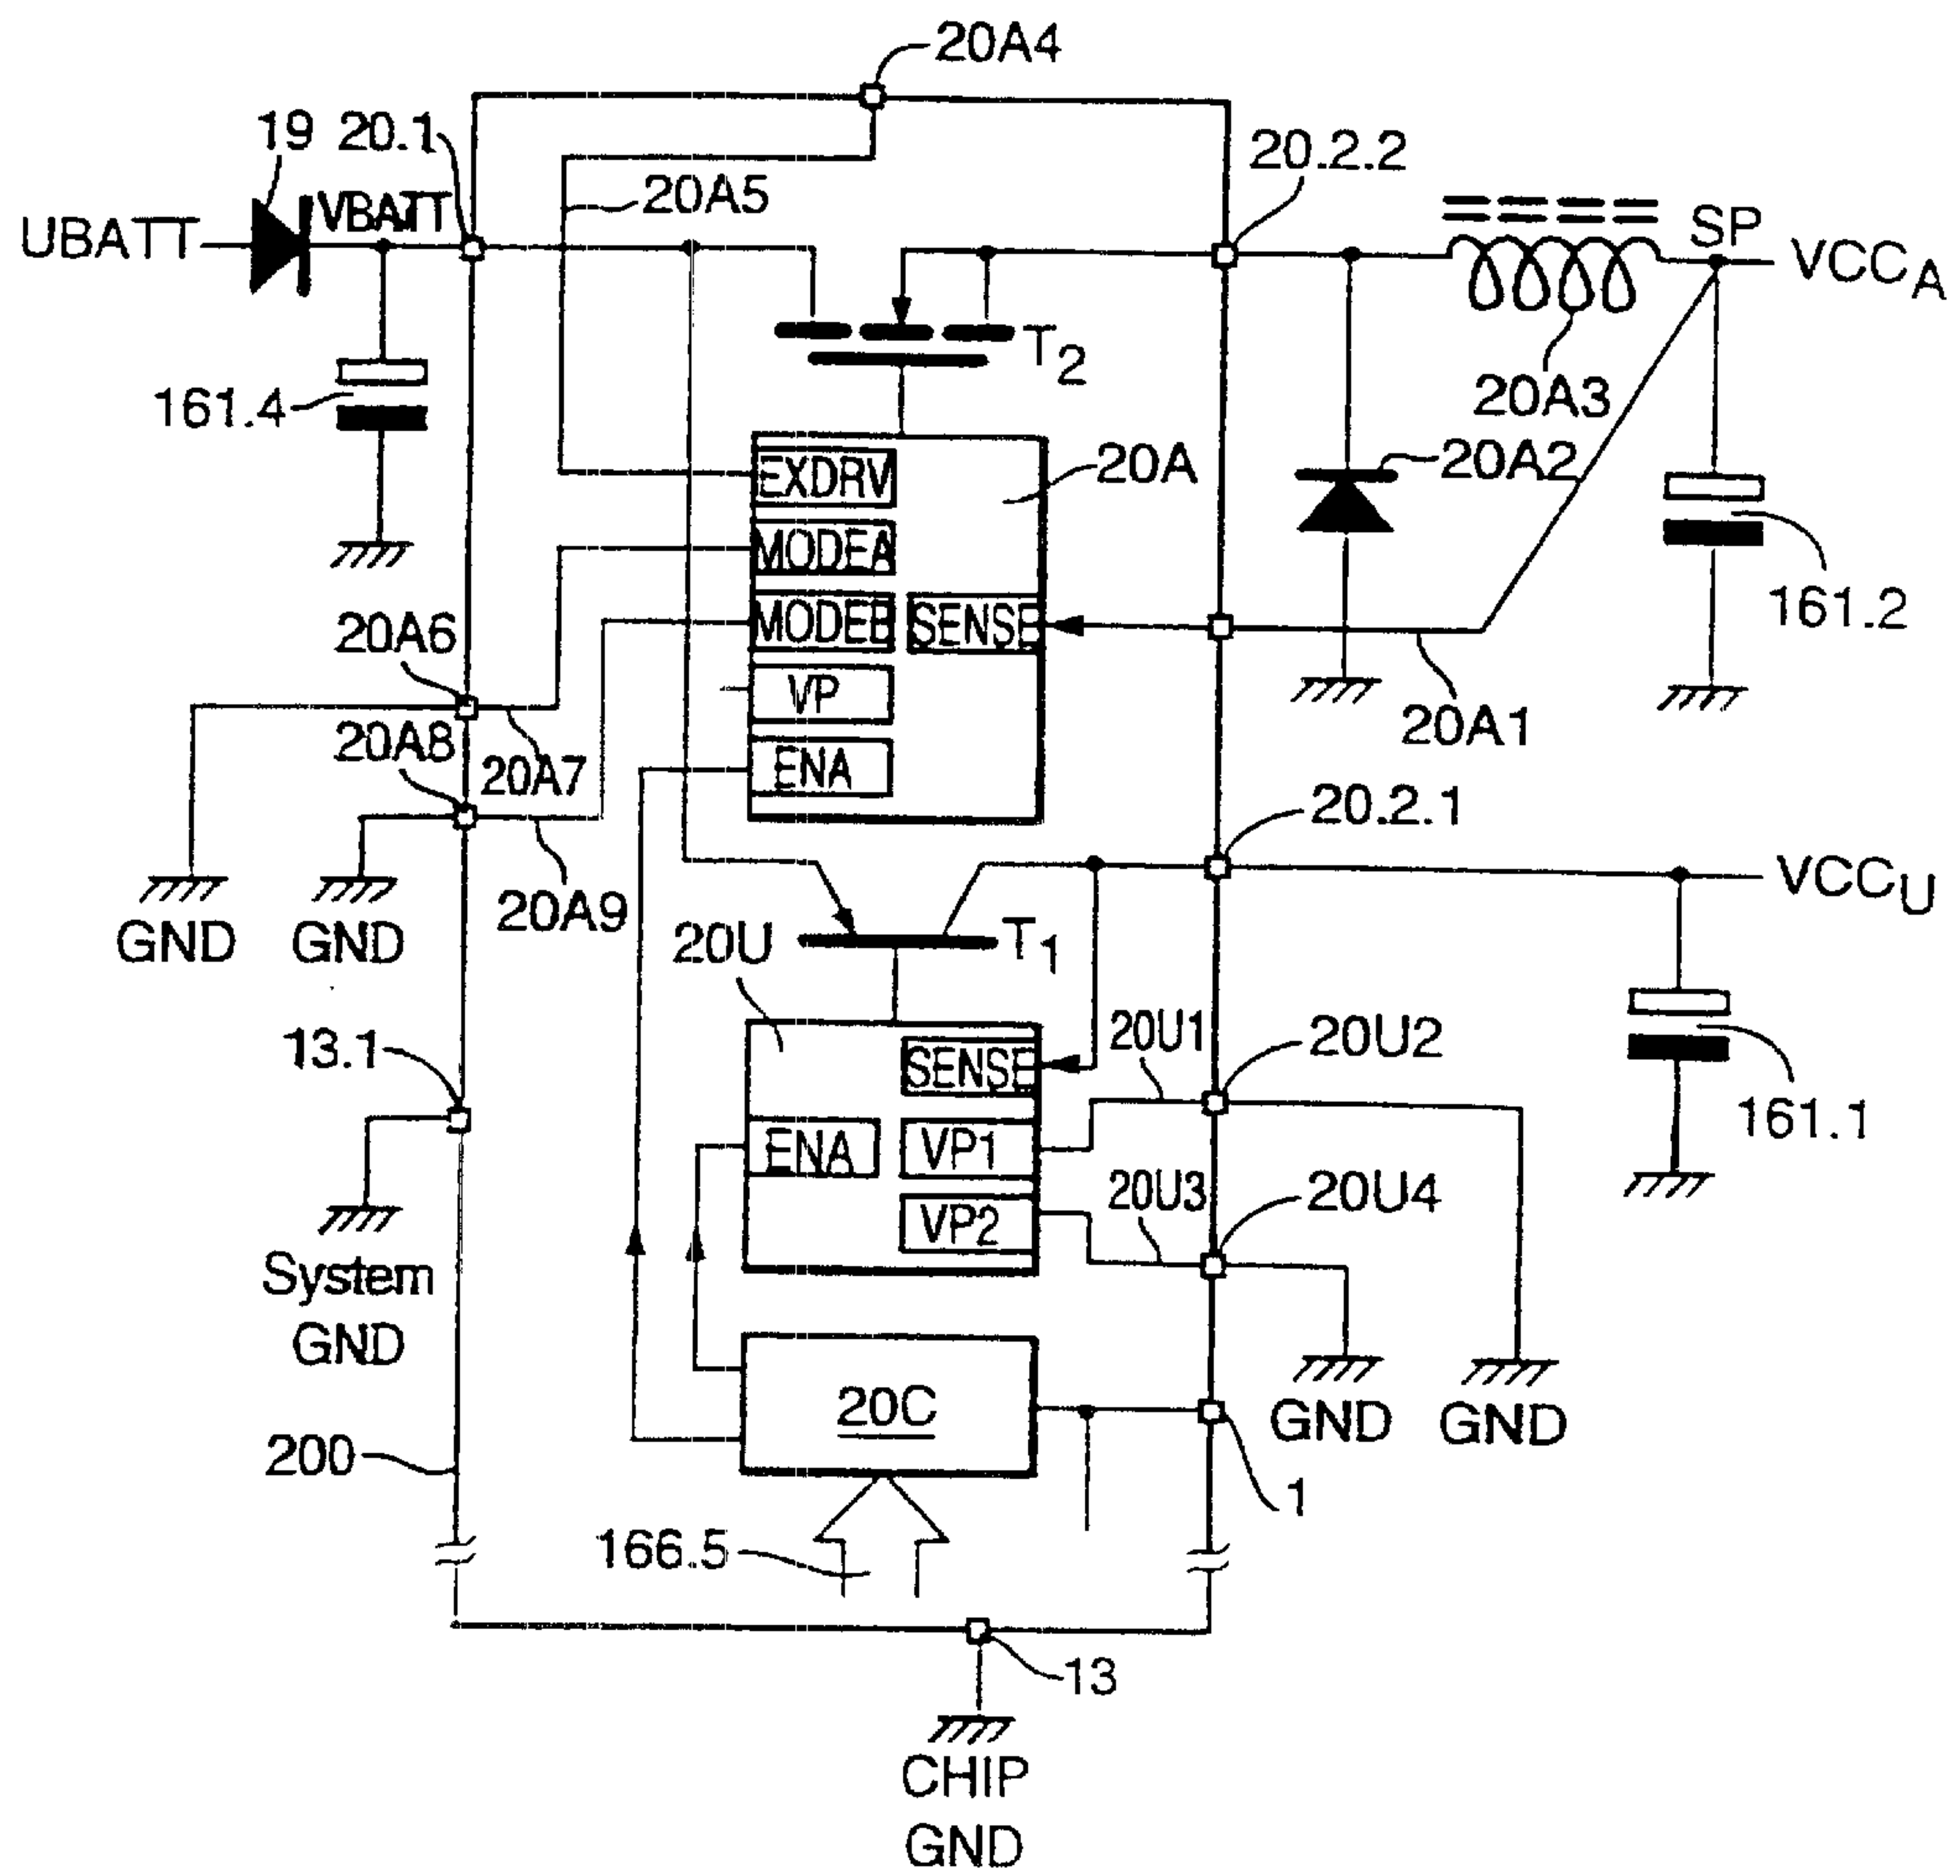 20A4
19
20.1
20.2.2
UBATT
VBATT
20A5
SP
VCCA
T2
161.4
20A3
EXDRV
20A
20A2
MODEA
MODEB
SENSE
161.2
20A6
VP
20A8
20A7
ENA
20A1
20.2.1
VCCU
20A9
GND
GND
20U
T1
13.1
SENSE
20U1
20U2
161.1
ENA
VP1
20U3
20U4
VP2
System
GND
20C
GND
GND
200
1
166.5
13
CHIP
GND